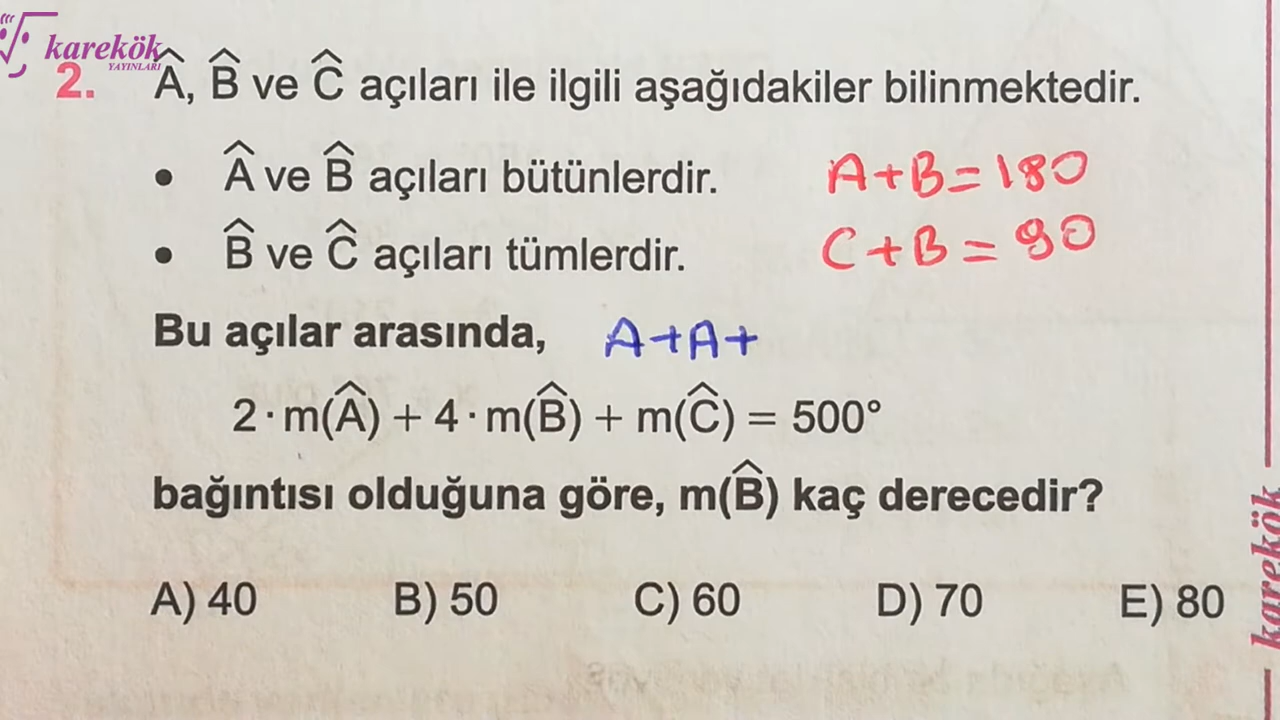 karekök
YAYINLARI
2. Â, B̂ ve Ĉ açıları ile ilgili aşağıdakiler bilinmektedir.
• Â ve B̂ açıları bütünlerdir. A+B=180
• B̂ ve Ĉ açıları tümlerdir. C+B=90
Bu açılar arasında, A+A+
2·m(Â) + 4·m(B̂) + m(Ĉ) = 500°
bağıntısı olduğuna göre, m(B̂) kaç derecedir?
A) 40 B) 50 C) 60 D) 70 E) 80
karekök